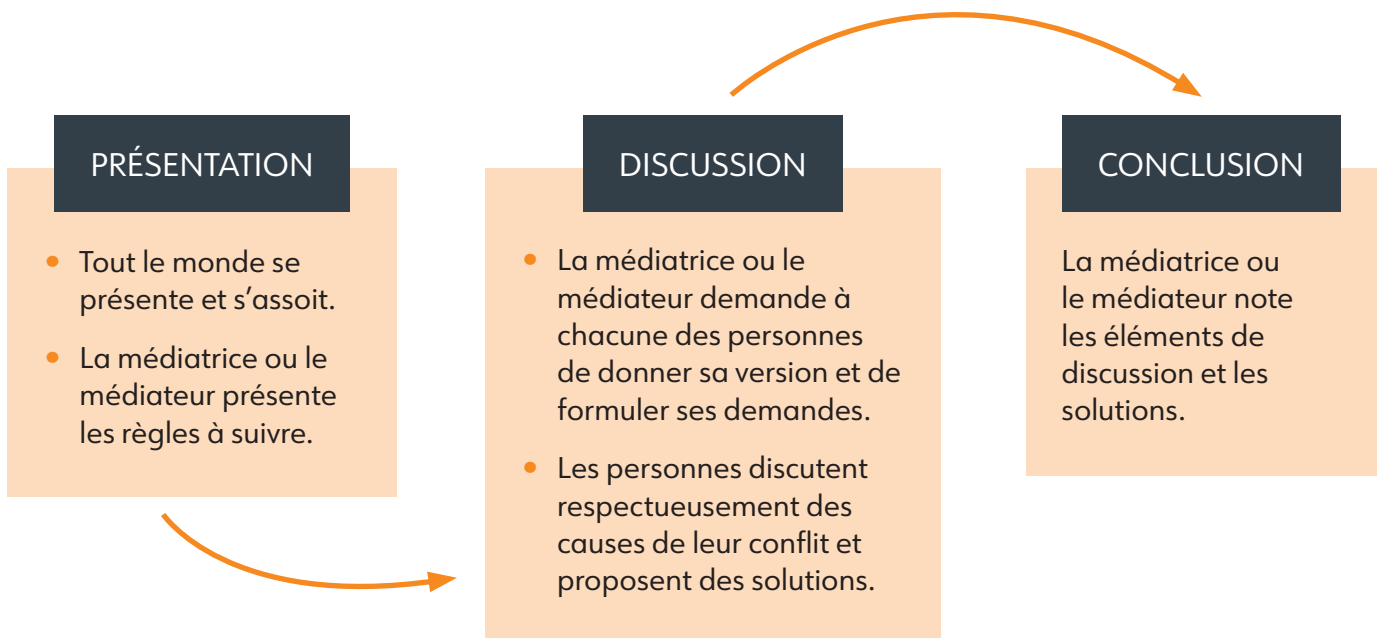 PRÉSENTATION
• Tout le monde se
présente et s’assoit.
• La médiatrice ou le
médiateur présente
les règles à suivre.
DISCUSSION
• La médiatrice ou le
médiateur demande à
chacune des personnes
de donner sa version et de
formuler ses demandes.
• Les personnes discutent
respectueusement des
causes de leur conflit et
proposent des solutions.
CONCLUSION
La médiatrice ou
le médiateur note
les éléments de
discussion et les
solutions.